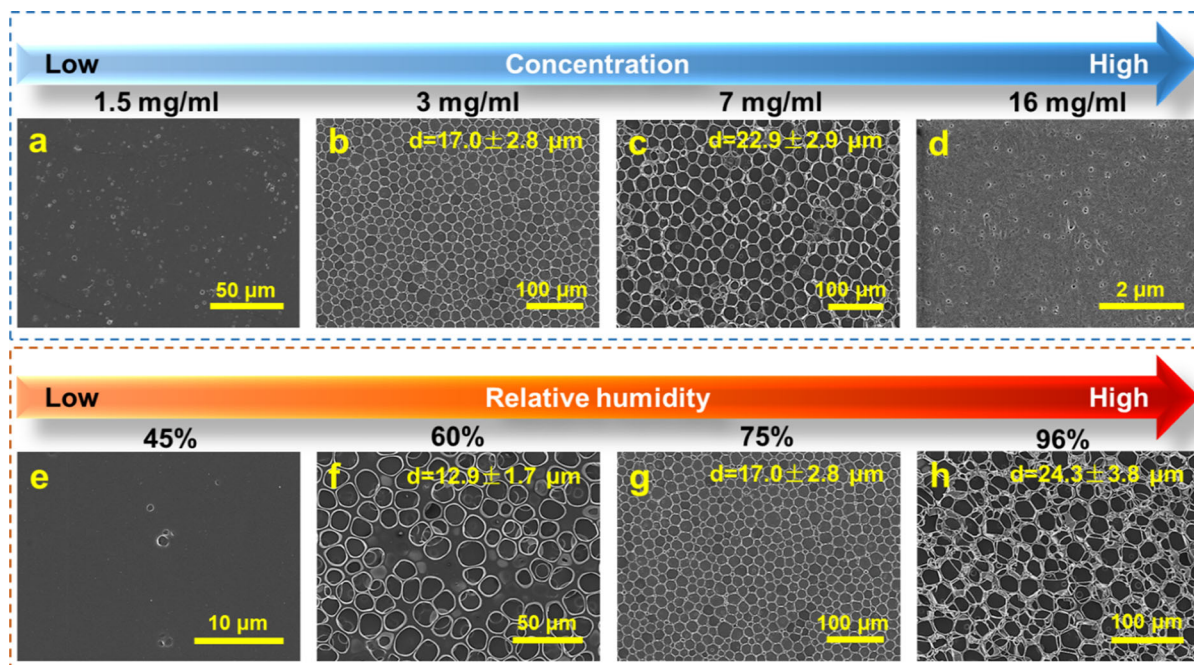 Low Concentration High
1.5 mg/ml 3 mg/ml 7 mg/ml 16 mg/ml
a b d=17.0±2.8 μm c d=22.9±2.9 μm d
50 μm 100 μm 100 μm 2 μm
Low Relative humidity High
45% 60% 75% 96%
e f d=12.9±1.7 μm g d=17.0±2.8 μm h d=24.3±3.8 μm
10 μm 50 μm 100 μm 100 μm